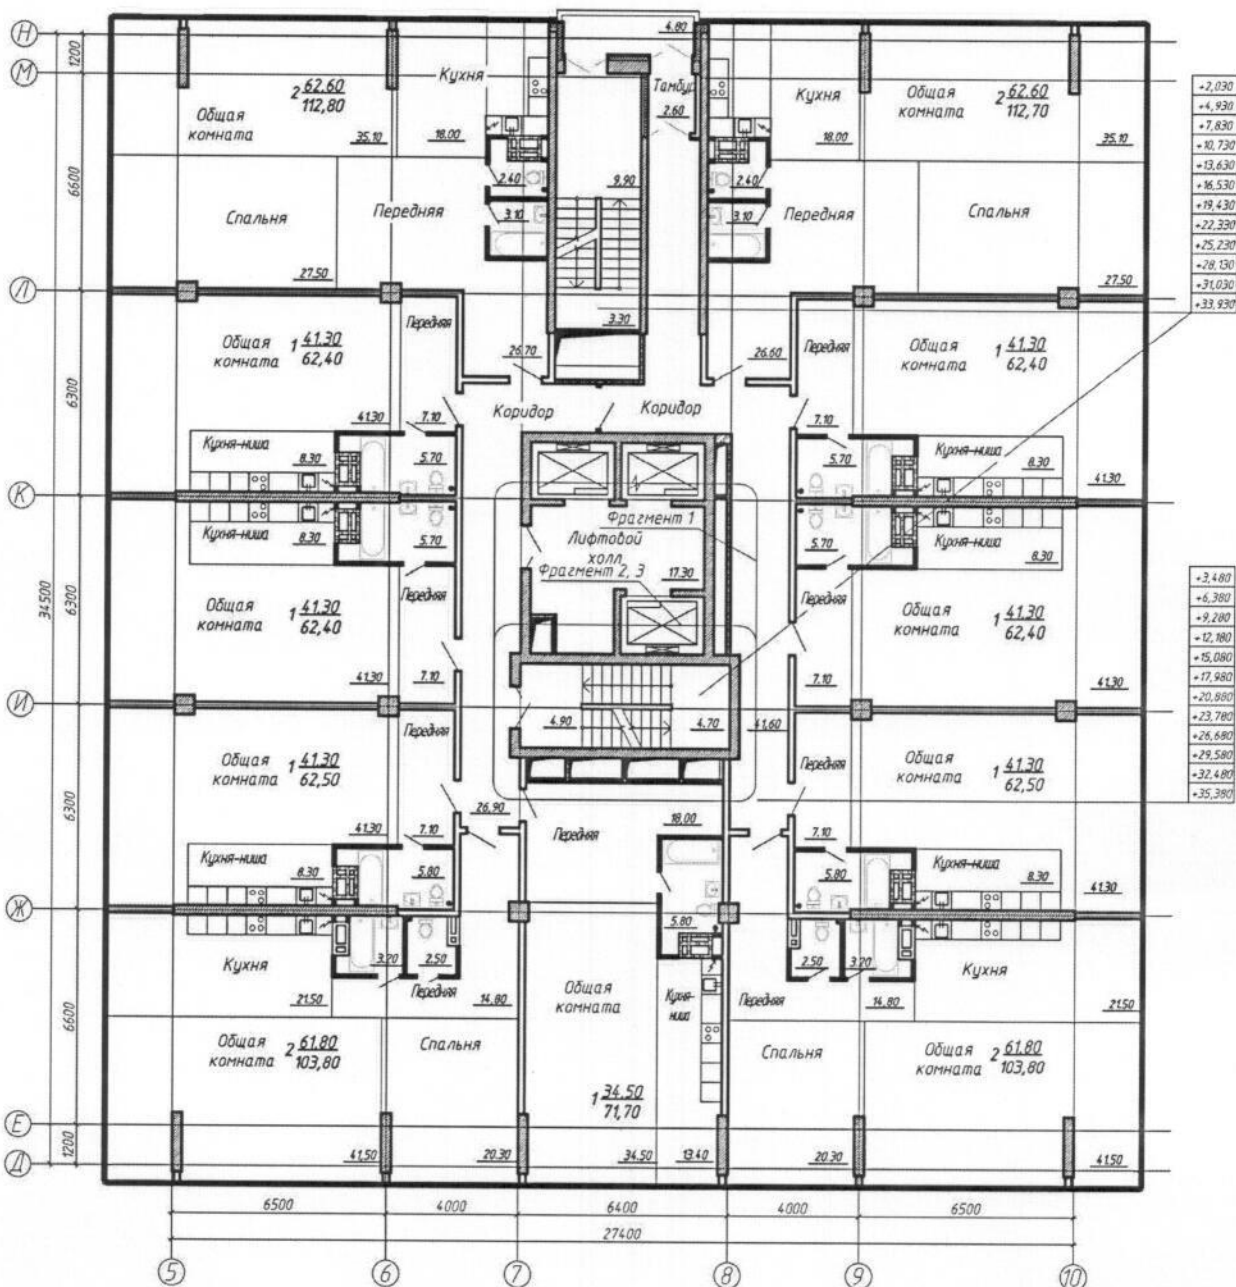 Н
1200
М
4.80
Кухня
Тамбур
2.60
Кухня
Общая
комната
2 62.60
112,80
35.10
18.00
18.00
Общая
комната
2 62.60
112,70
35.10
+2,030
+4,930
+7,830
+10,730
+13,630
+16,530
+19,430
+22,330
+25,230
+28,130
+31,030
+33,930
6600
2.40
9.90
2.40
Спальня
Передняя
3.10
3.10
Передняя
Спальня
27.50
27.50
Л
3.30
Общая
комната
1 41.30
62,40
Передняя
26.70
26.60
Передняя
Общая
комната
1 41.30
62,40
6300
Коридор
Коридор
41.30
7.10
7.10
Кухня-ниша
8.30
5.70
5.70
Кухня-ниша
8.30
41.30
К
Фрагмент 1
Кухня-ниша
8.30
5.70
Лифтовой
холл
17.30
Фрагмент 2, 3
5.70
Кухня-ниша
8.30
34500
6300
Общая
комната
1 41.30
62,40
Передняя
Передняя
Общая
комната
1 41.30
62,40
+3,480
+6,380
+9,280
+12,180
+15,080
+17,980
+20,880
+23,780
+26,680
+29,580
+32,480
+35,380
41.30
7.10
7.10
41.30
И
4.90
4.70
41,60
Общая
комната
1 41.30
62,50
Передняя
Передняя
Общая
комната
1 41.30
62,50
6300
26.90
41.30
7.10
Передняя
18,00
7.10
Кухня-ниша
8.30
5.80
5.80
Кухня-ниша
8.30
41.30
Ж
5.80
Кухня
3.20
2.50
2.50
3.20
Кухня
21.50
Передняя
14.80
Общая
комната
Кухня-
ниша
Передняя
14.80
21.50
6600
Общая
комната
2 61.80
103,80
Спальня
Спальня
Общая
комната
2 61.80
103,80
1 34.50
71,70
Е
1200
41,50
20.30
34.50
13.40
20.30
41.50
Д
6500
4000
6400
4000
6500
27400
5
6
7
8
9
10